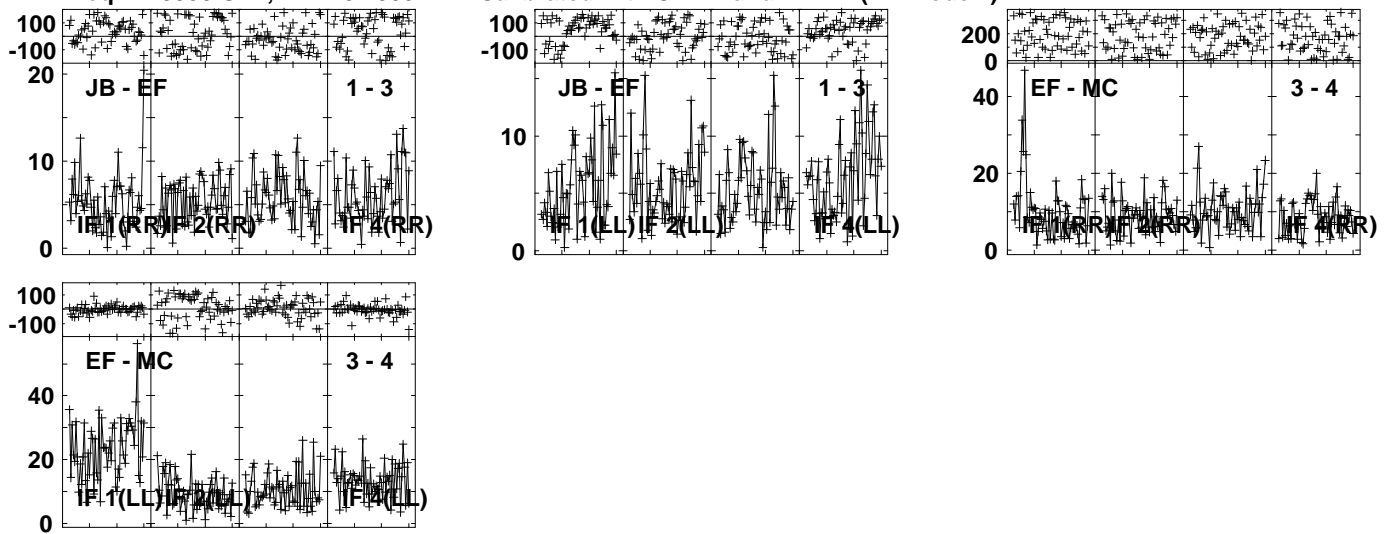 100
-100
20
10
0
JB - EF
1 - 3
IF 1(RR)
IF 2(RR)
IF 4(RR)
100
-100
10
0
JB - EF
1 - 3
IF 1(LL)
IF 2(LL)
IF 4(LL)
200
0
40
20
0
EF - MC
3 - 4
IF 1(RR)
IF 2(RR)
IF 4(RR)
100
-100
40
20
0
EF - MC
3 - 4
IF 1(LL)
IF 2(LL)
IF 4(LL)